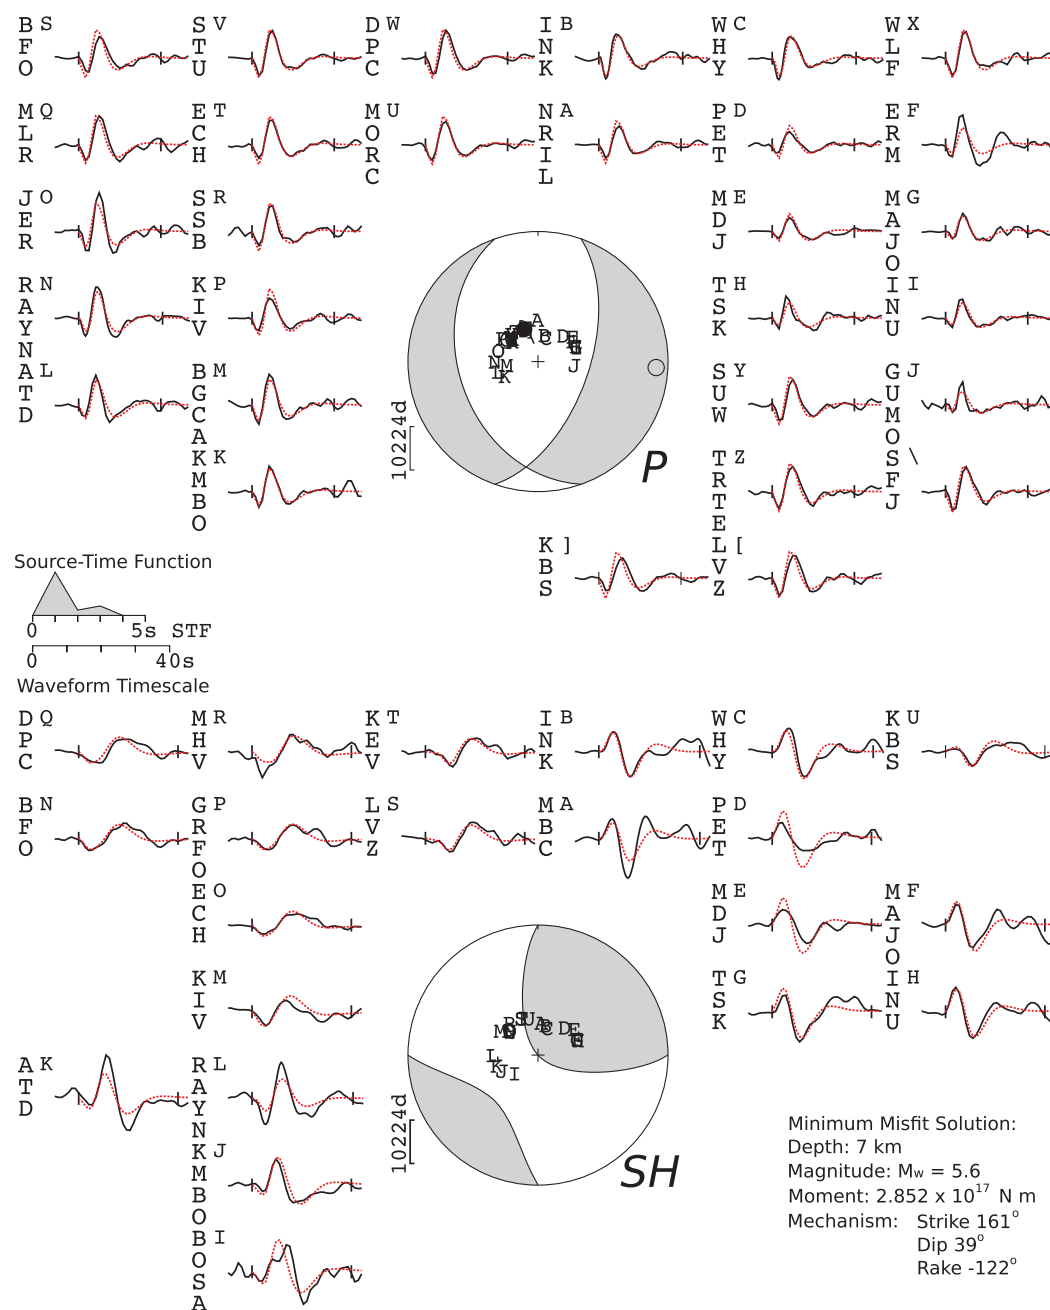 BFO S
STU V
DPC W
INK B
WHY C
WLF X
MLR Q
ECH T
MORC U
NRIL A
PET D
ERM F
JER O
SSB R
MDJ E
MAJO G
RAYN N
KIV P
TSK H
INU I
ATD L
BGCA M
SUW Y
GUMO J
KMBO K
TRTE Z
SFJ \
KBS ]
LVZ [
10224d
P
Source-Time Function
0 5s STF
0 40s
Waveform Timescale
DPC Q
MHV R
KEV T
INK B
WHY C
KBS U
BFO N
GRFO P
LVZ S
MBC A
PET D
ECH O
MDJ E
MAJO F
KIV M
TSK G
INU H
ATK K
RAYN L
KMBO J
BOSA I
10224d
SH
Minimum Misfit Solution:
Depth: 7 km
Magnitude: Mw = 5.6
Moment: 2.852 x 10^17 N m
Mechanism: Strike 161°
Dip 39°
Rake -122°